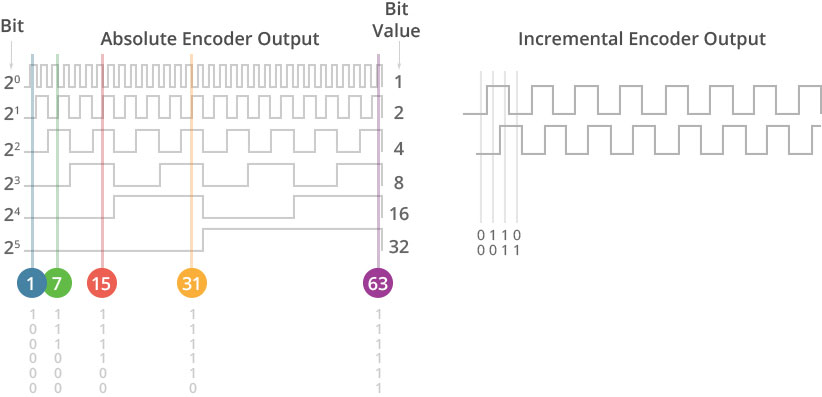 Bit
Absolute Encoder Output
Bit
Value
Incremental Encoder Output
2⁰ 1
2¹ 2
2² 4
2³ 8
2⁴ 16
2⁵ 32
0 1 1 0
0 0 1 1
1 7 15 31 63
1 1 1 1 1
0 1 1 1 1
0 1 1 1 1
0 0 1 1 1
0 0 0 1 1
0 0 0 0 1